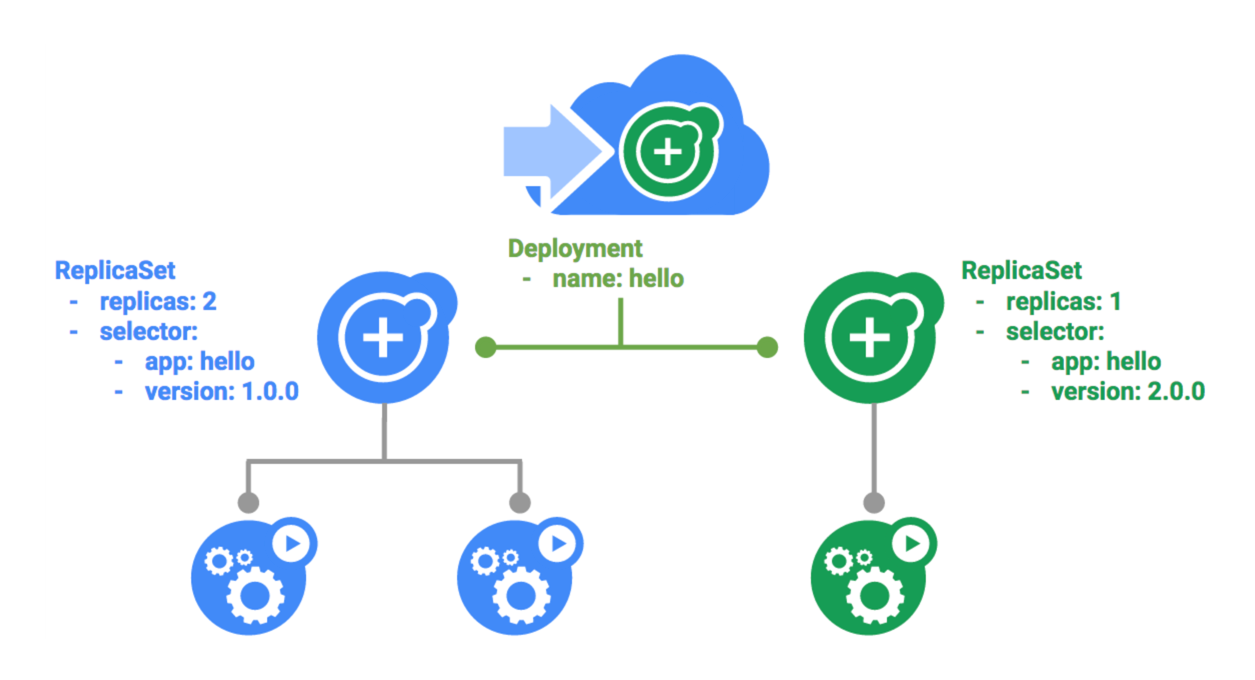 Deployment
- name: hello
ReplicaSet
- replicas: 2
- selector:
- app: hello
- version: 1.0.0
ReplicaSet
- replicas: 1
- selector:
- app: hello
- version: 2.0.0